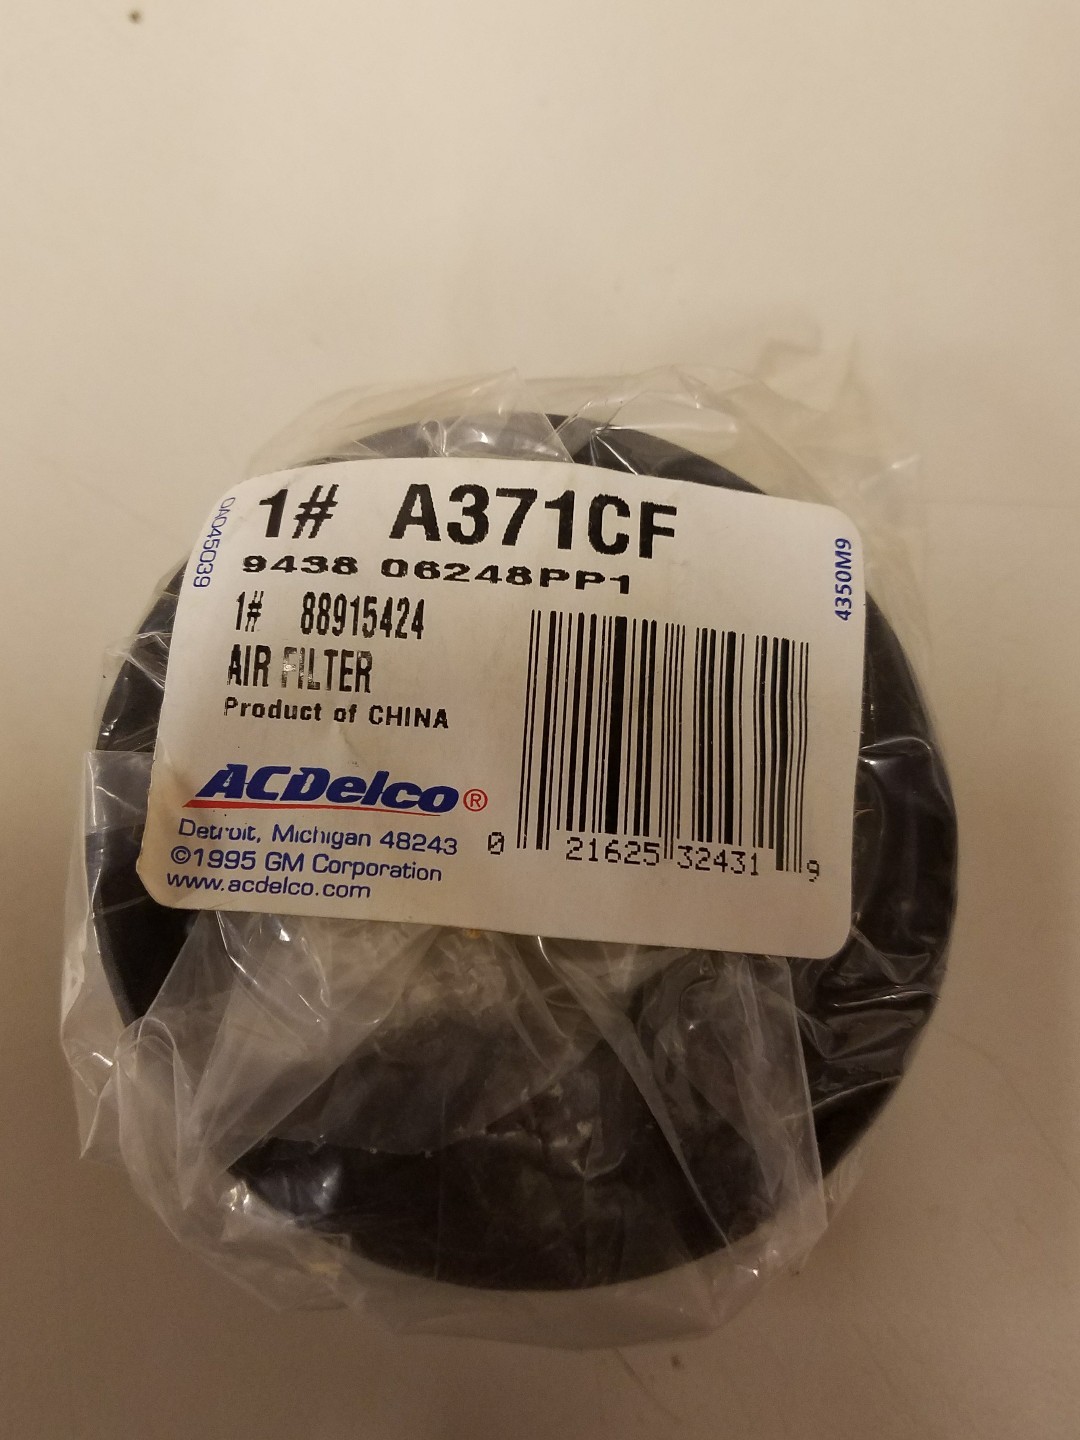 1# A371CF
9438 06248PP1
1# 88915424
AIR FILTER
Product of CHINA
ACDelco®
Detroit, Michigan 48243
©1995 GM Corporation
www.acdelco.com
0 21625 32431 9
0A045039
4350M9